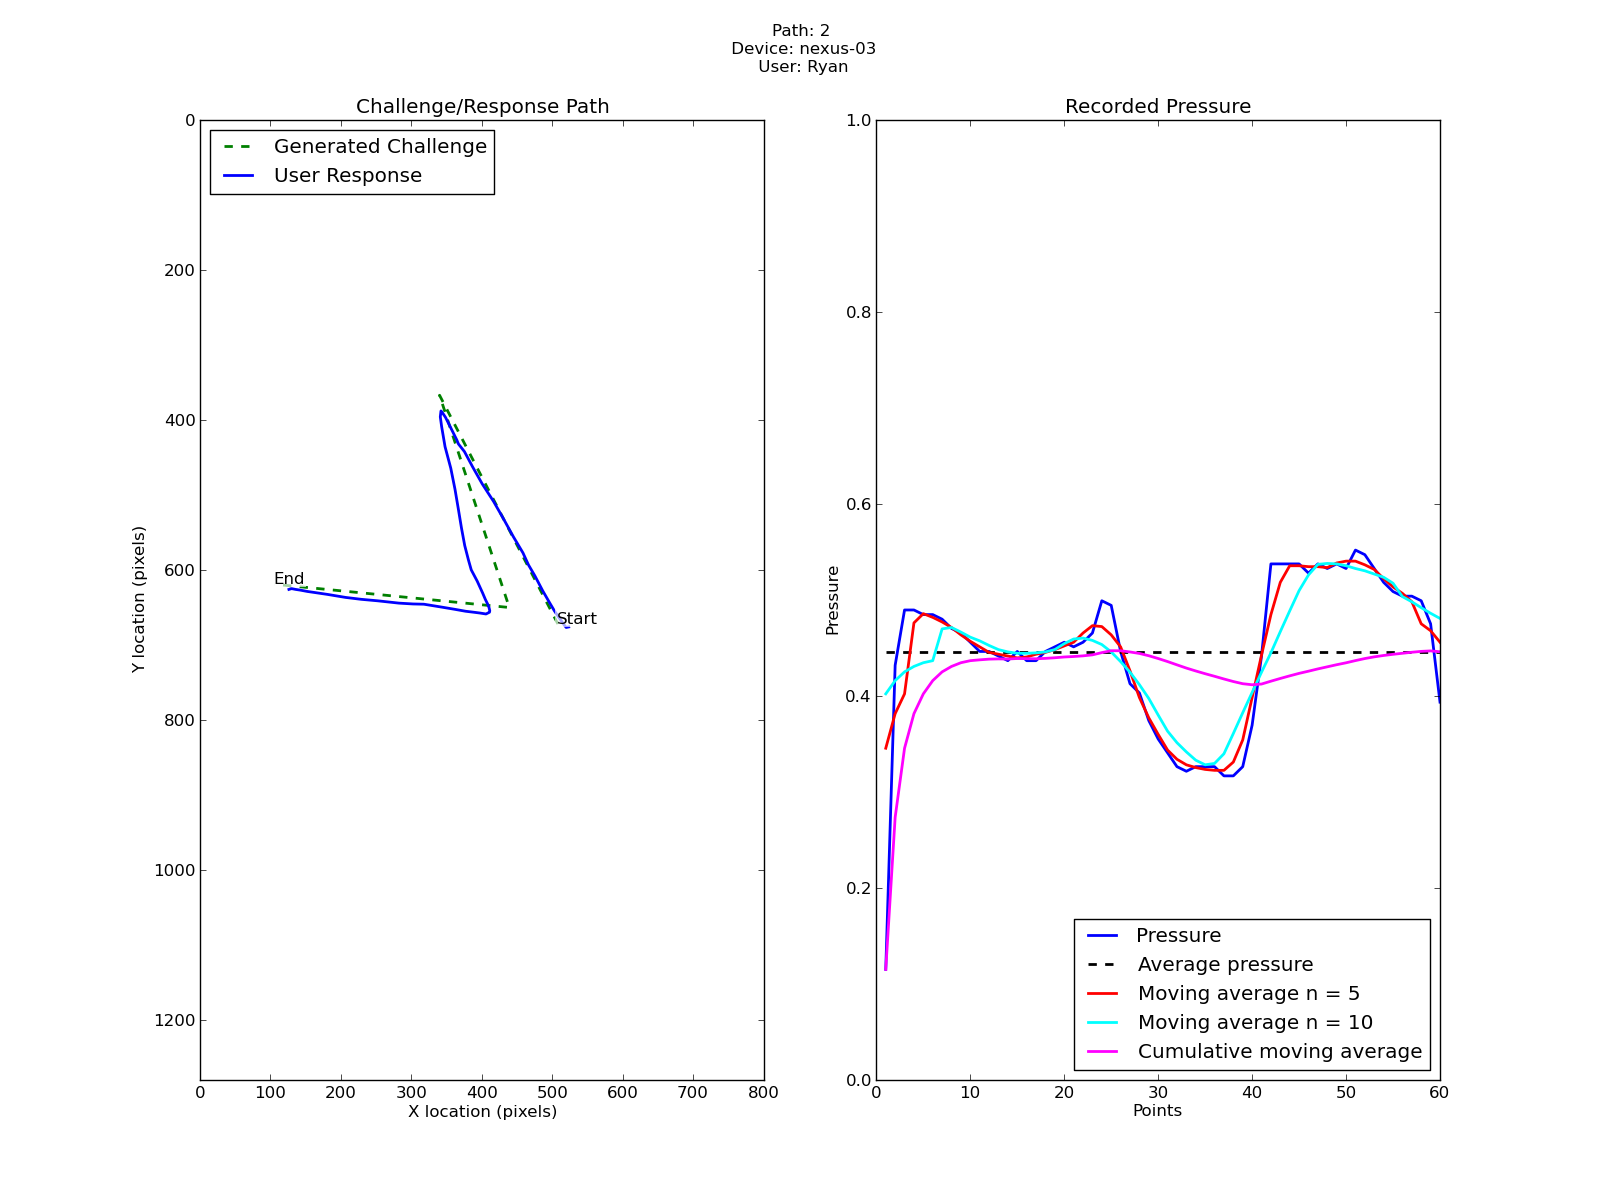 Path: 2
Device: nexus-03
User: Ryan
Challenge/Response Path
Generated Challenge
User Response
0
200
400
600
800
1000
1200
Y location (pixels)
End
Start
0 100 200 300 400 500 600 700 800
X location (pixels)
Recorded Pressure
1.0
0.8
0.6
0.4
0.2
0.0
Pressure
Pressure
Average pressure
Moving average n = 5
Moving average n = 10
Cumulative moving average
0 10 20 30 40 50 60
Points